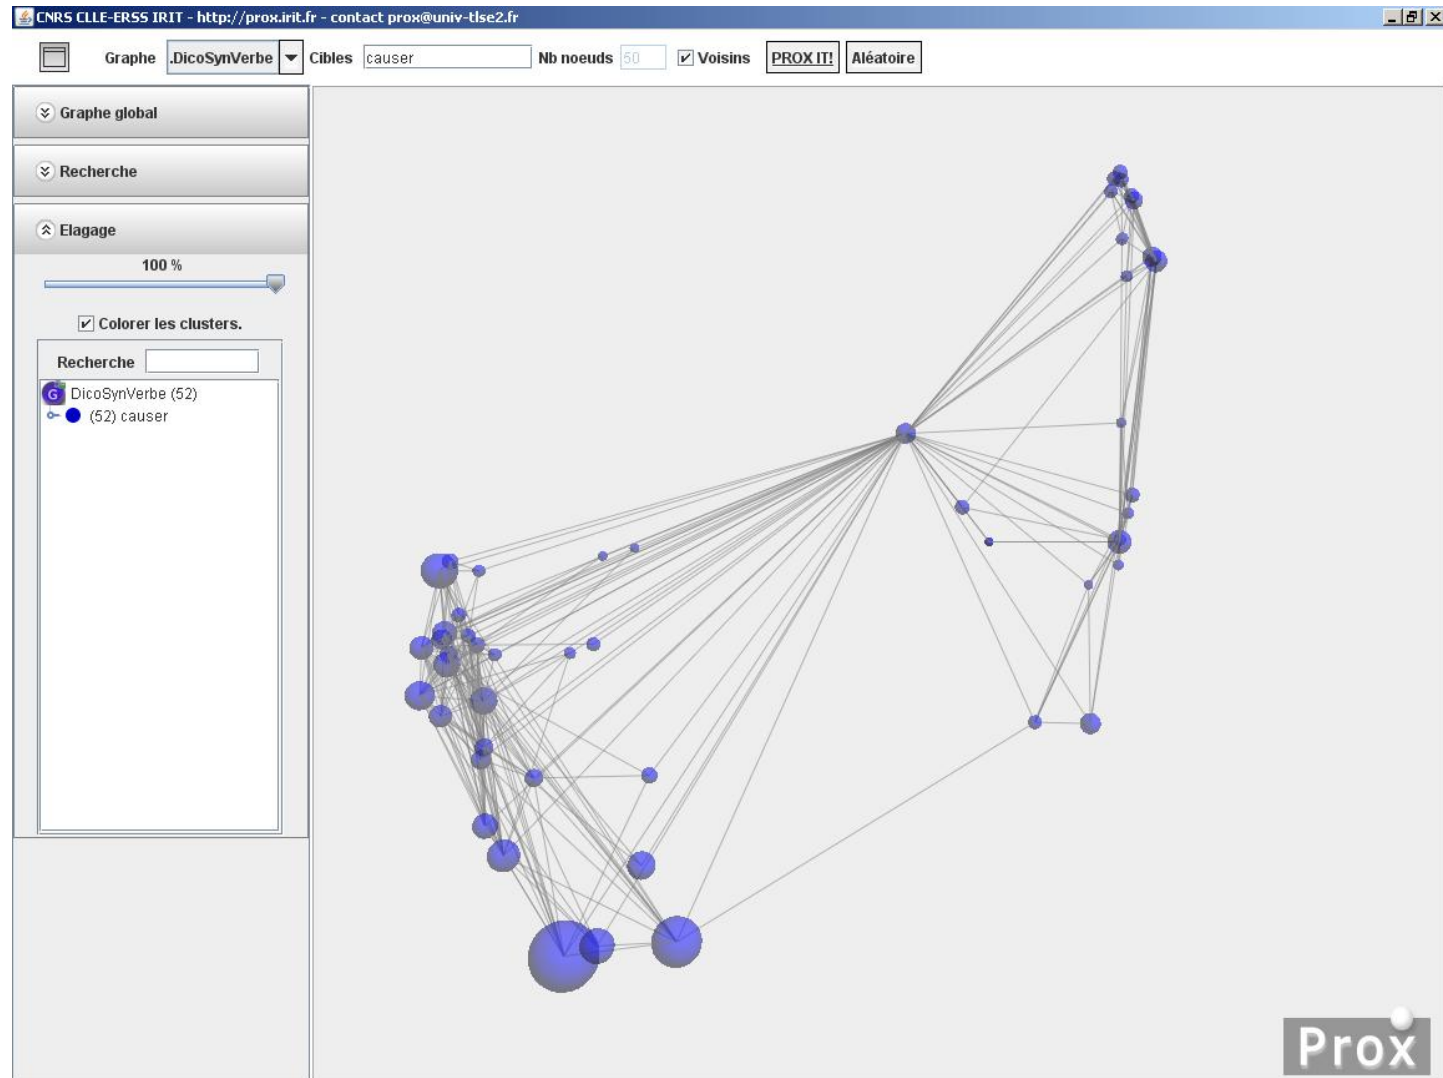 CNRS CLLE-ERSS IRIT - http://prox.irit.fr - contact prox@univ-tlse2.fr
Graphe .DicoSynVerbe Cibles causer Nb noeuds 50 Voisins PROX IT! Aléatoire
Graphe global
Recherche
Elagage
100 %
Colorer les clusters.
Recherche
G DicoSynVerbe (52)
(52) causer
Prox